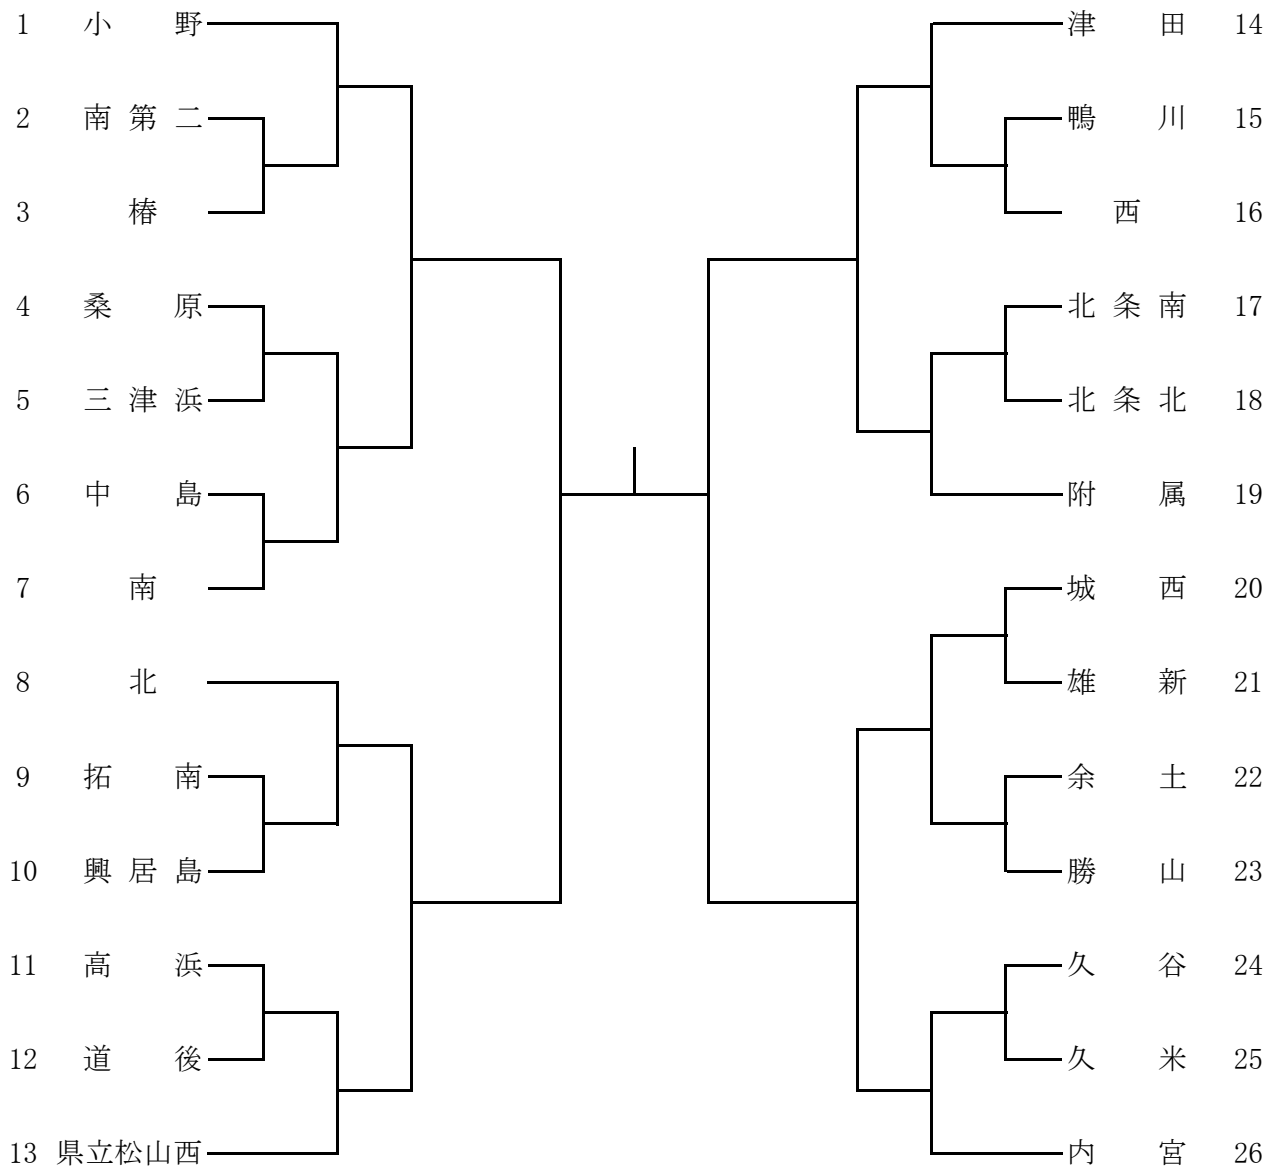 1 小野
2 南第二
3 椿
4 桑原
5 三津浜
6 中島
7 南
8 北
9 拓南
10 興居島
11 高浜
12 道後
13 県立松山西
津田 14
鴨川 15
西 16
北条南 17
北条北 18
附属 19
城西 20
雄新 21
余土 22
勝山 23
久谷 24
久米 25
内宮 26